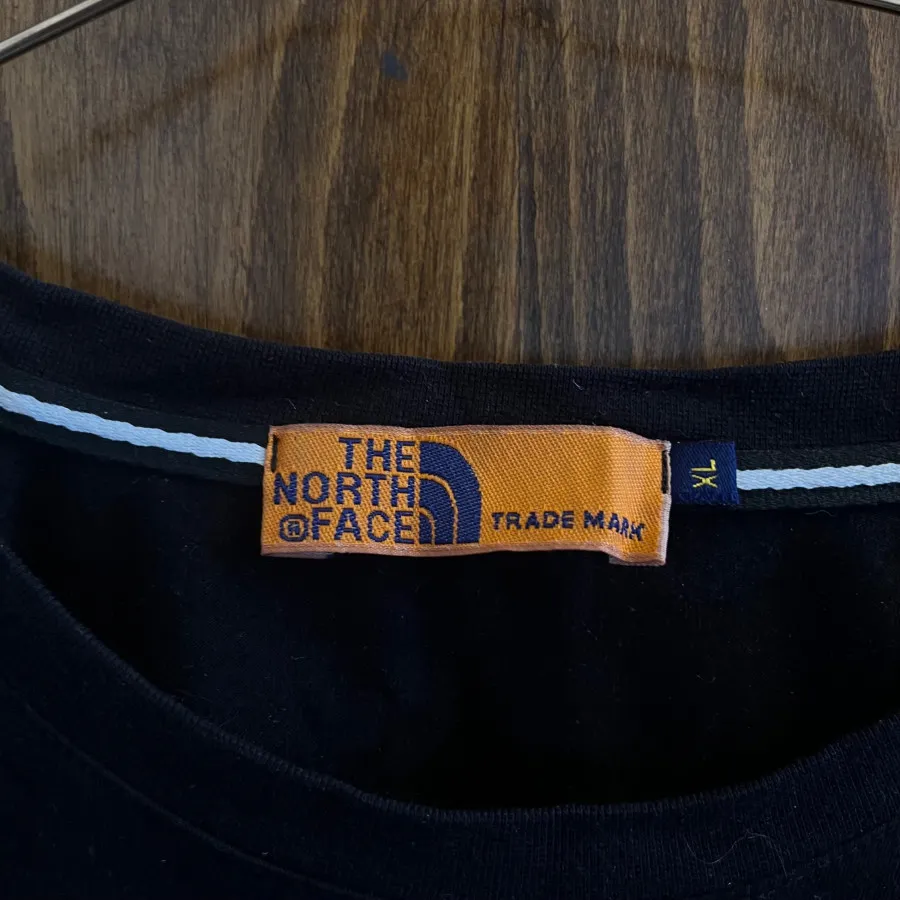 THE
NORTH
®FACE
TRADE MARK
XL